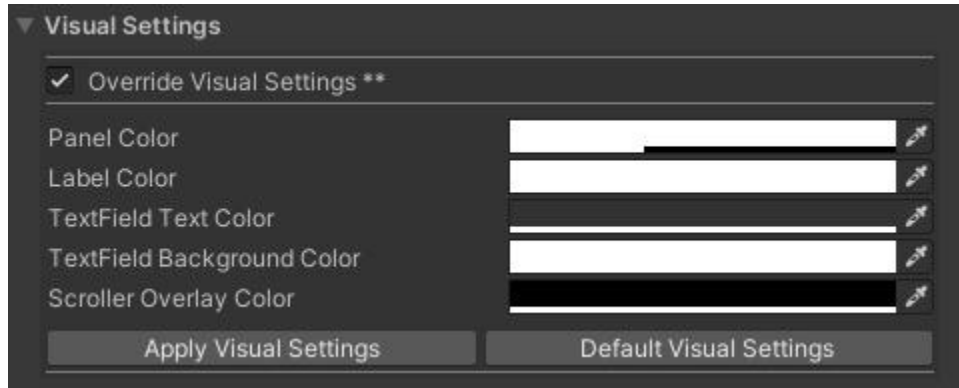 Visual Settings
Override Visual Settings **
Panel Color
Label Color
TextField Text Color
TextField Background Color
Scroller Overlay Color
Apply Visual Settings
Default Visual Settings